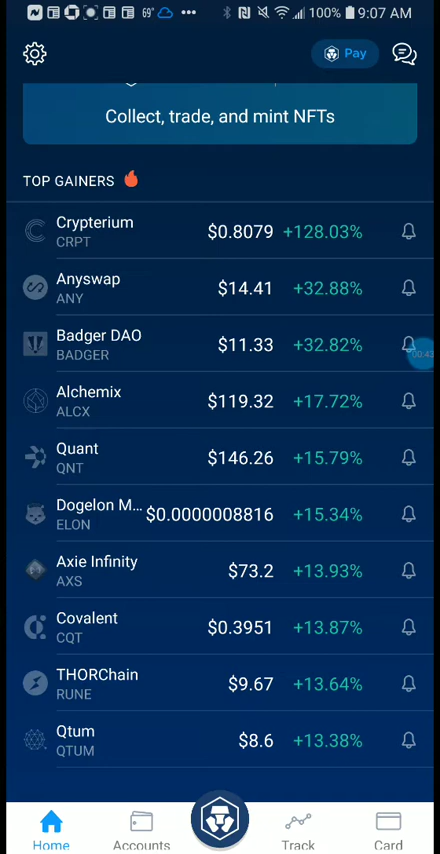 69° 100% 9:07 AM
Pay
Collect, trade, and mint NFTs
TOP GAINERS
Crypterium $0.8079 +128.03%
CRPT
Anyswap $14.41 +32.88%
ANY
Badger DAO $11.33 +32.82%
BADGER
00:43
Alchemix $119.32 +17.72%
ALCX
Quant $146.26 +15.79%
QNT
Dogelon M... $0.0000008816 +15.34%
ELON
Axie Infinity $73.2 +13.93%
AXS
Covalent $0.3951 +13.87%
CQT
THORChain $9.67 +13.64%
RUNE
Qtum $8.6 +13.38%
QTUM
Home Accounts Track Card